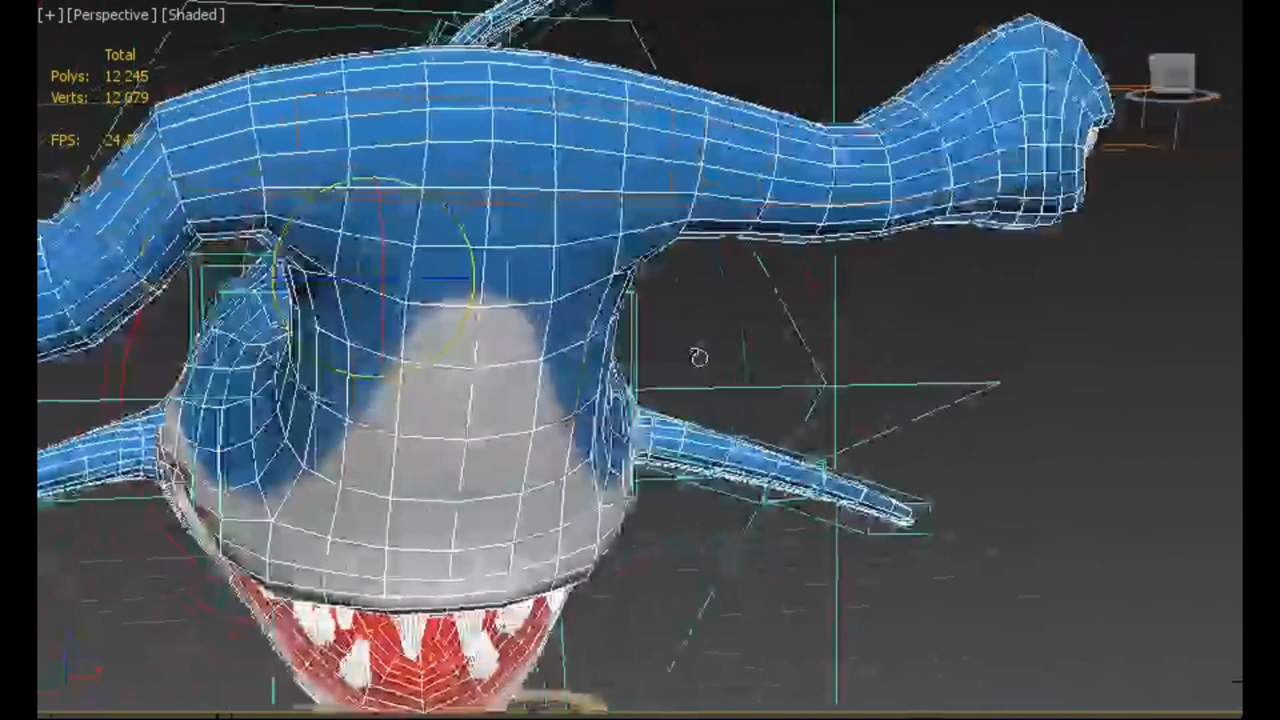 [+] [Perspective] [Shaded]
Total
Polys: 12 245
Verts: 12 079
FPS: